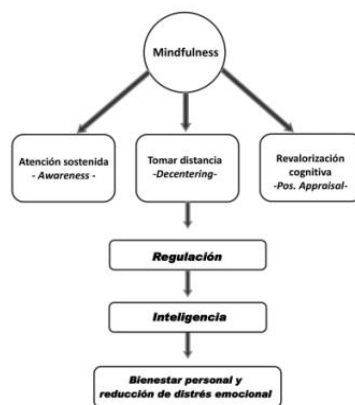 Mindfulness
Atención sostenida
- Awareness -
Tomar distancia
-Decentering-
Revalorización
cognitiva
-Pos. Appraisal-
Regulación
Inteligencia
Bienestar personal y
reducción de distrés emocional